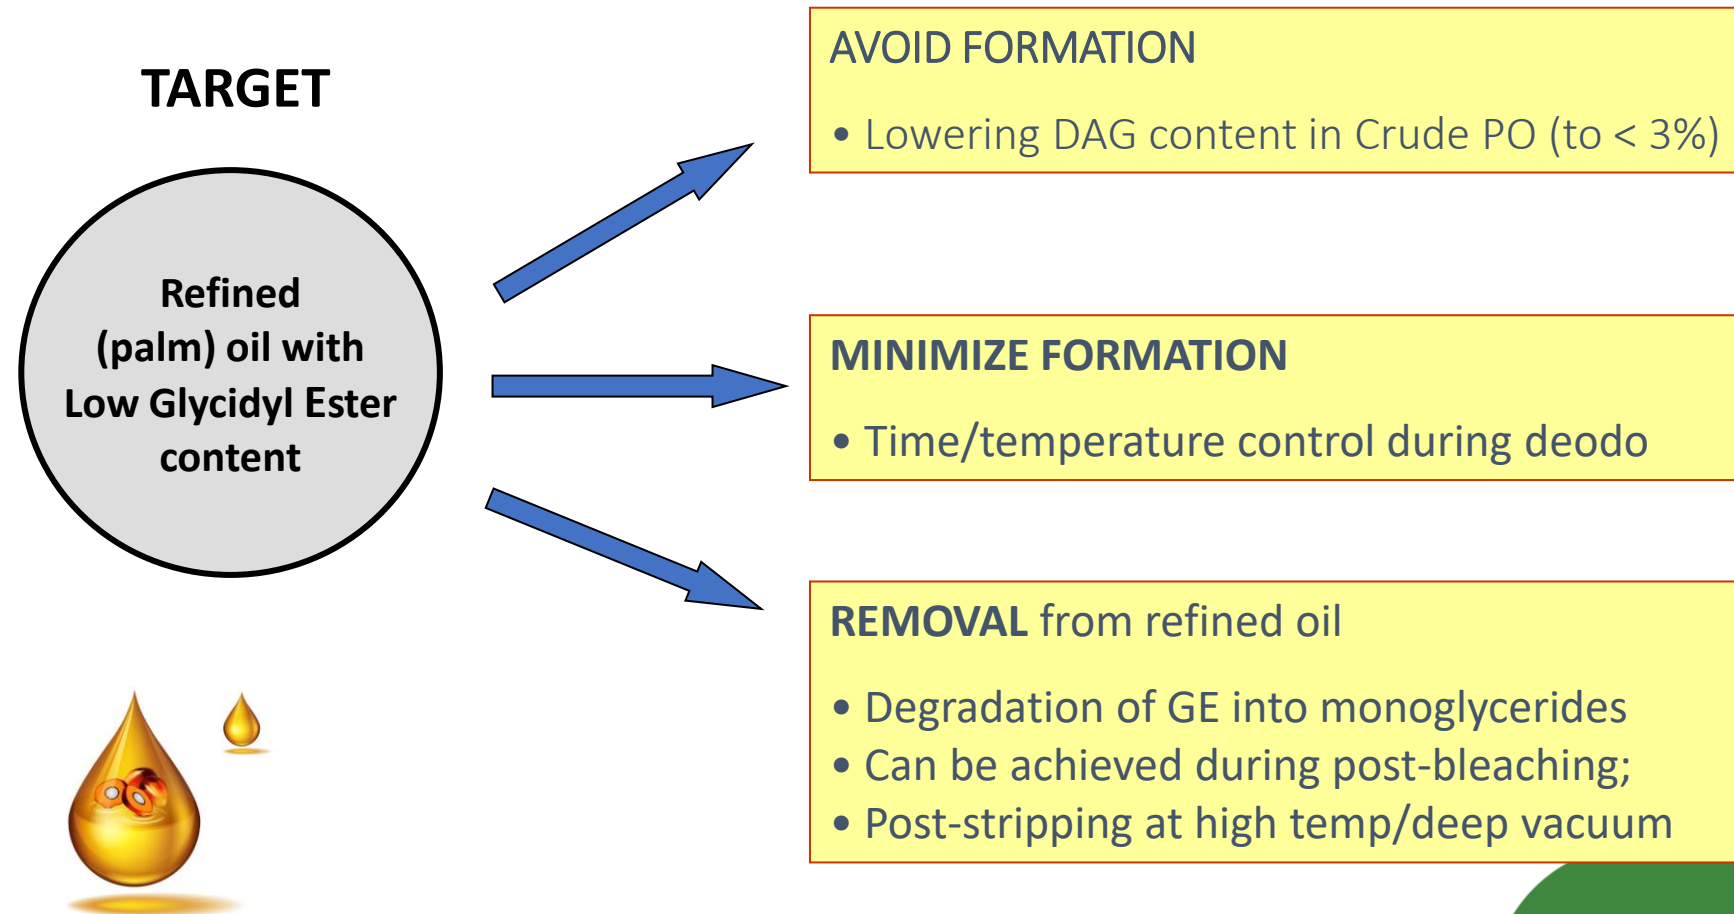 TARGET
Refined
(palm) oil with
Low Glycidyl Ester
content
AVOID FORMATION
• Lowering DAG content in Crude PO (to < 3%)
MINIMIZE FORMATION
• Time/temperature control during deodo
REMOVAL from refined oil
• Degradation of GE into monoglycerides
• Can be achieved during post-bleaching;
• Post-stripping at high temp/deep vacuum